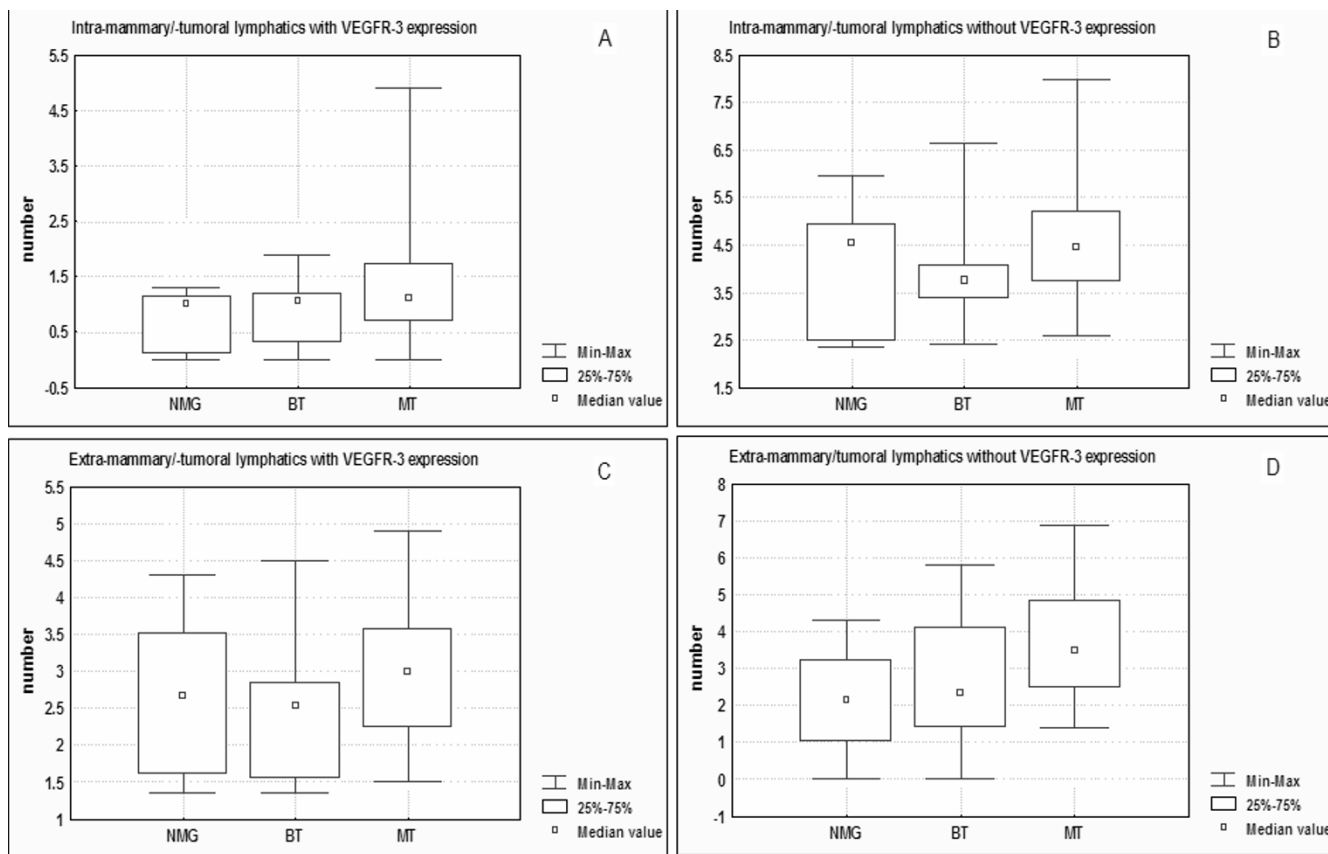 Intra-mammary/-tumoral lymphatics with VEGFR-3 expression
A
5.5
4.5
3.5
2.5
1.5
0.5
-0.5
number
NMG
BT
MT
Min-Max
25%-75%
Median value
Intra-mammary/-tumoral lymphatics without VEGFR-3 expression
B
8.5
7.5
6.5
5.5
4.5
3.5
2.5
1.5
number
NMG
BT
MT
Min-Max
25%-75%
Median value
Extra-mammary/-tumoral lymphatics with VEGFR-3 expression
C
5.5
5
4.5
4
3.5
3
2.5
2
1.5
1
number
NMG
BT
MT
Min-Max
25%-75%
Median value
Extra-mammary/tumoral lymphatics without VEGFR-3 expression
D
8
7
6
5
4
3
2
1
0
-1
number
NMG
BT
MT
Min-Max
25%-75%
Median value